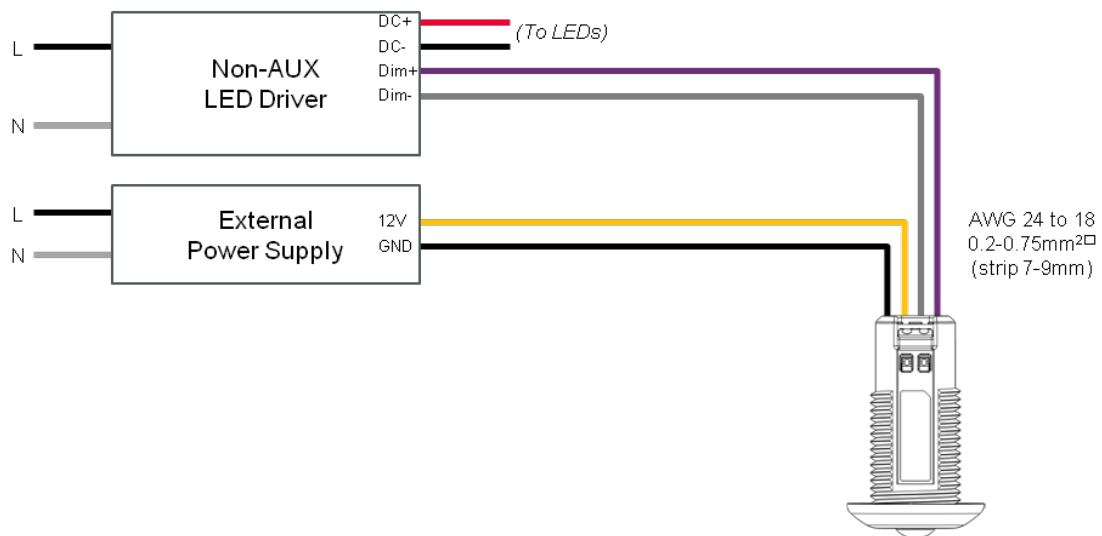 L
N
Non-AUX
LED Driver
DC+
DC-
Dim+
Dim-
(To LEDs)
L
N
External
Power Supply
12V
GND
AWG 24 to 18
0.2-0.75mm²□
(strip 7-9mm)